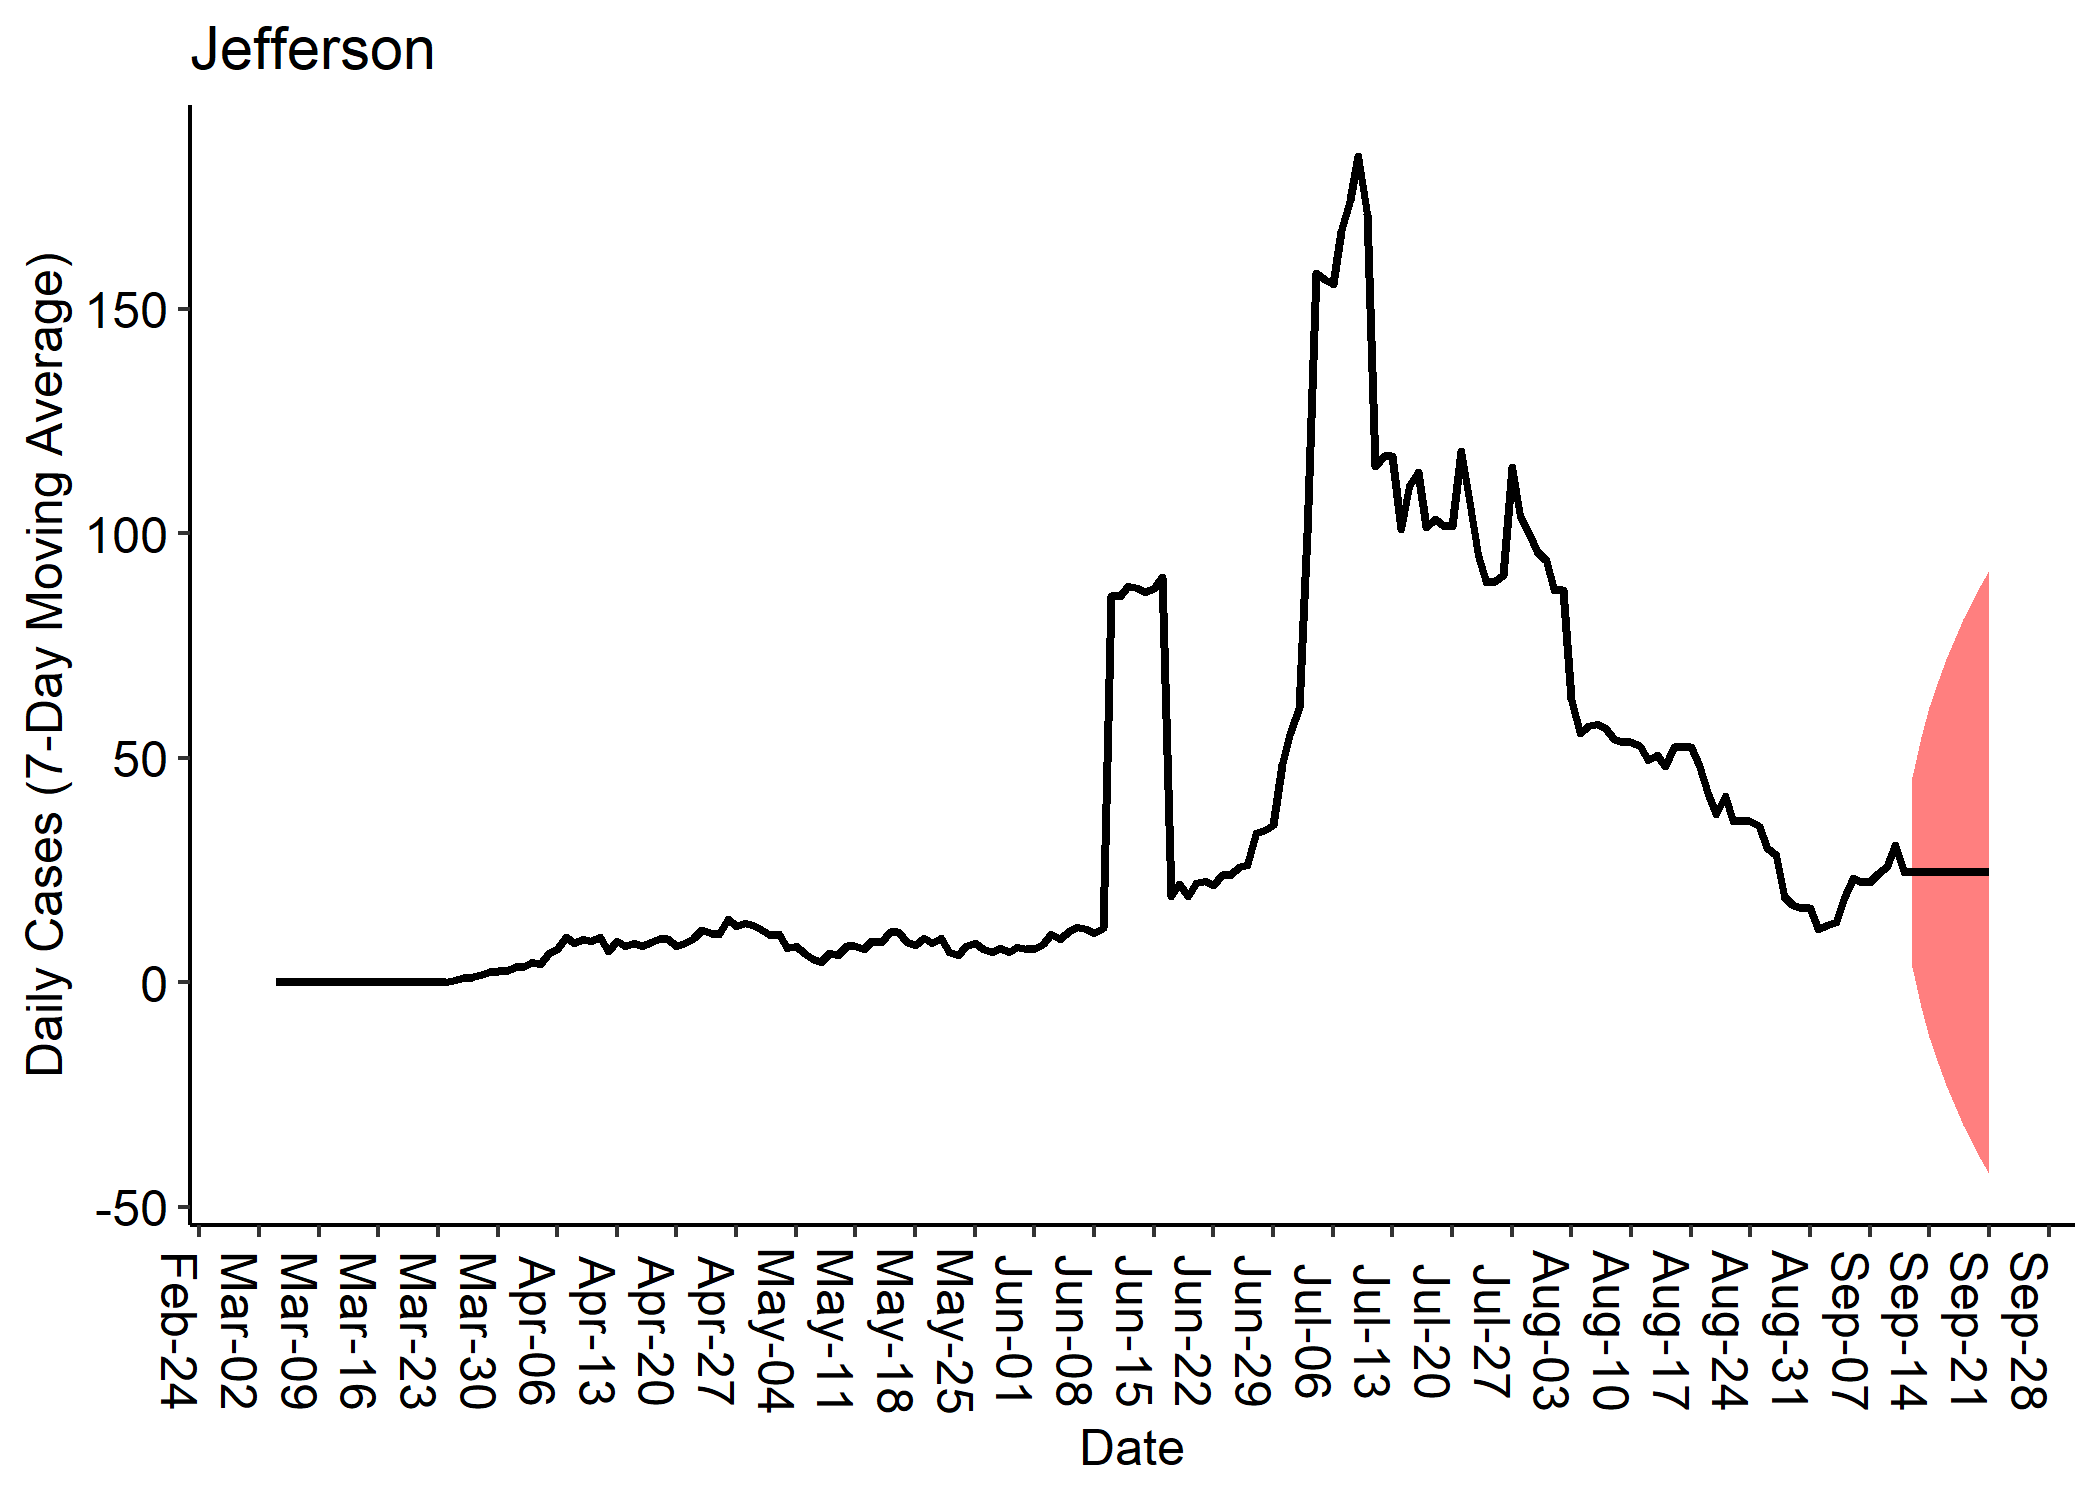 Jefferson
Daily Cases (7-Day Moving Average)
150
100
50
0
-50
Feb-24
Mar-02
Mar-09
Mar-16
Mar-23
Mar-30
Apr-06
Apr-13
Apr-20
Apr-27
May-04
May-11
May-18
May-25
Jun-01
Jun-08
Jun-15
Jun-22
Jun-29
Jul-06
Jul-13
Jul-20
Jul-27
Aug-03
Aug-10
Aug-17
Aug-24
Aug-31
Sep-07
Sep-14
Sep-21
Sep-28
Date